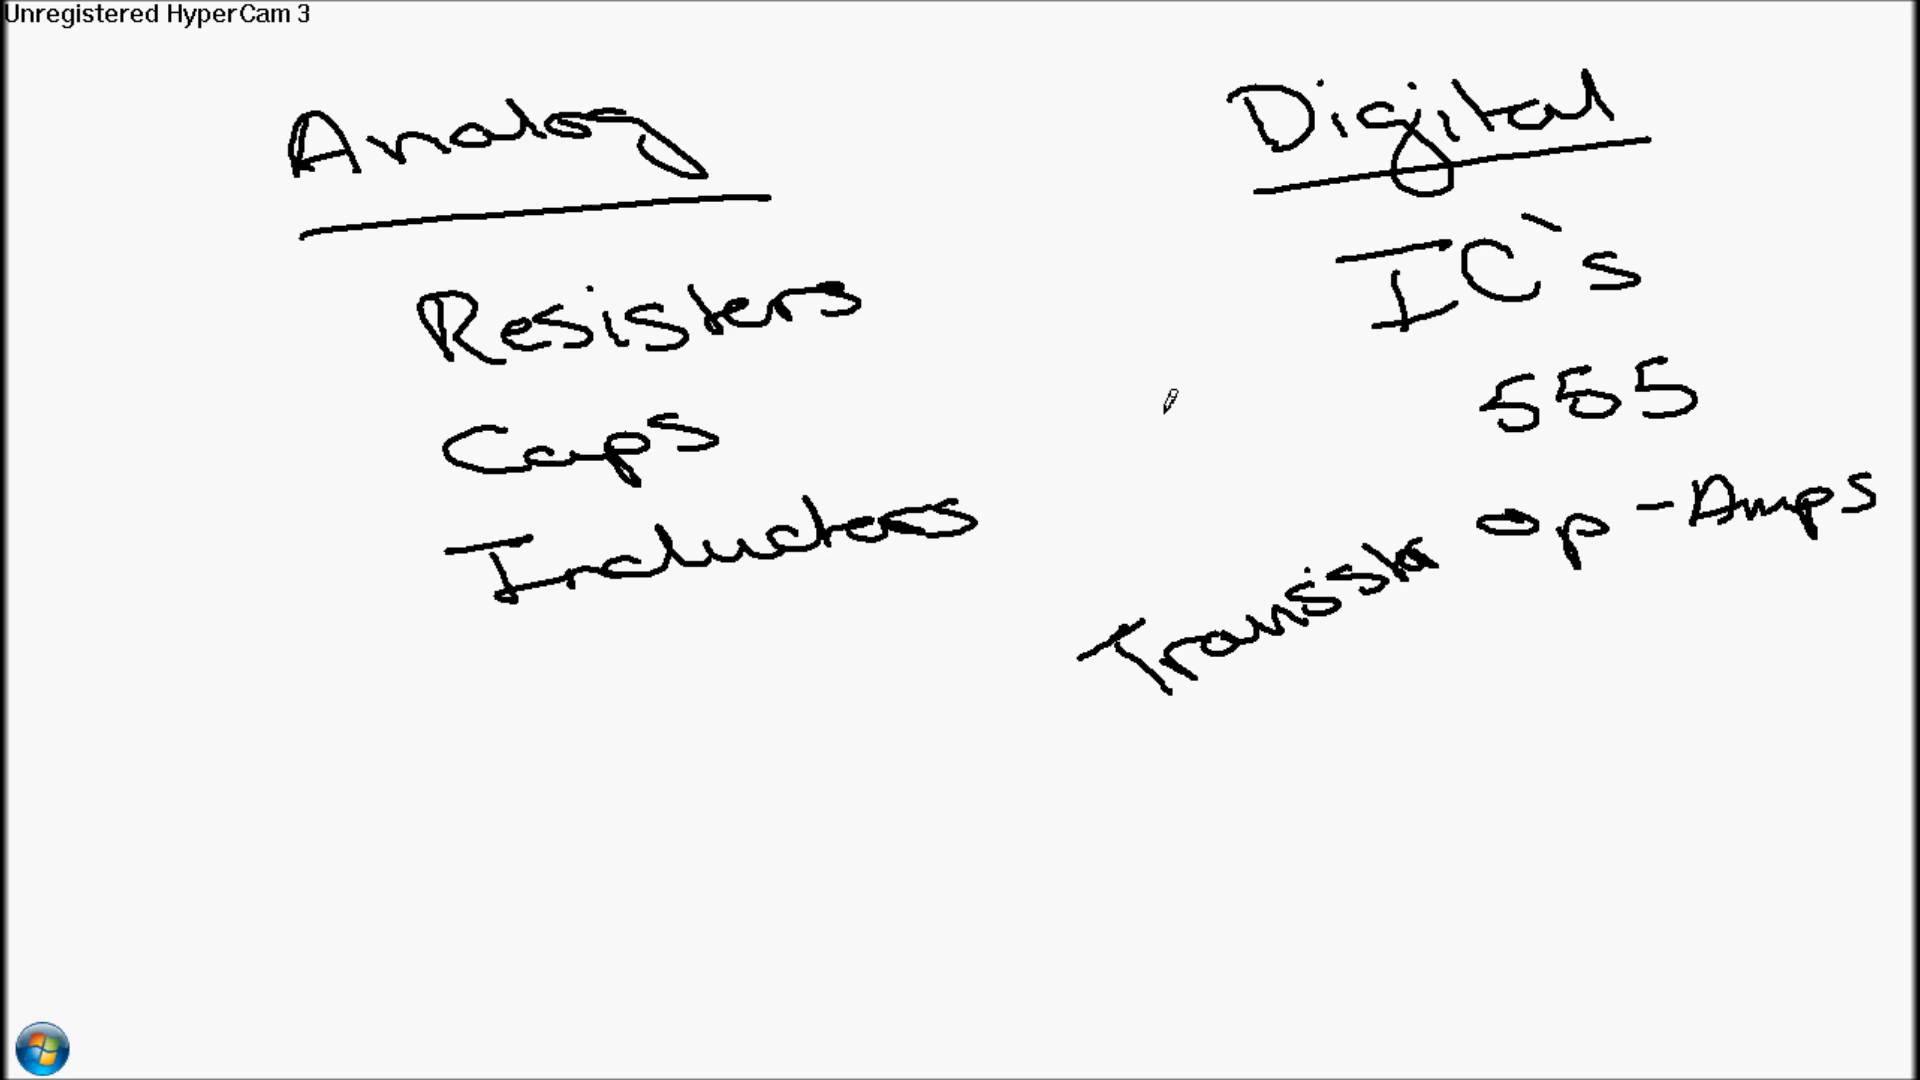 Unregistered HyperCam 3
Analog
Resisters
Caps
Inductors
Digital
IC's
555
Op-Amps
Transistor